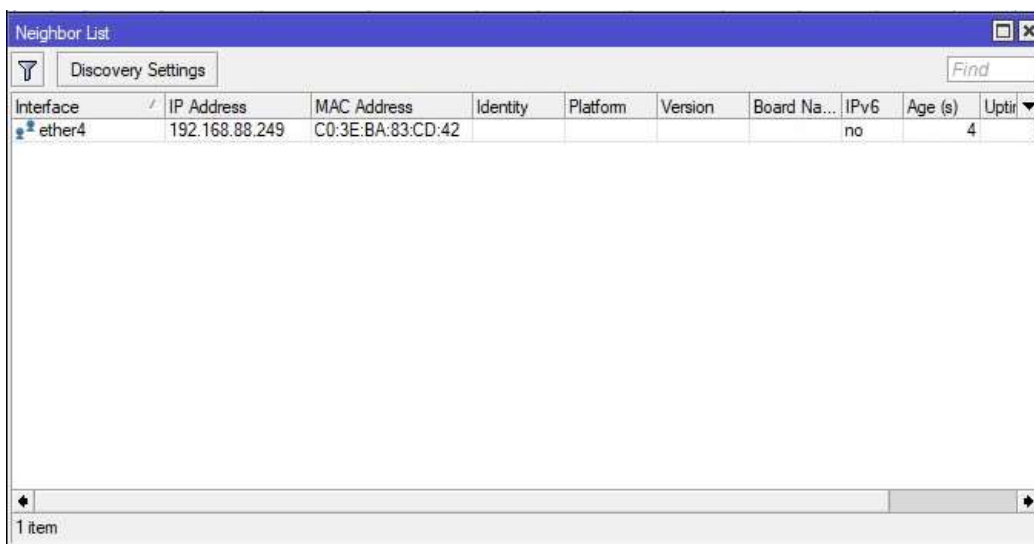 Neighbor List
Discovery Settings Find
Interface / IP Address MAC Address Identity Platform Version Board Na... IPv6 Age (s) Uptir
ether4 192.168.88.249 C0:3E:BA:83:CD:42 no 4
1 item